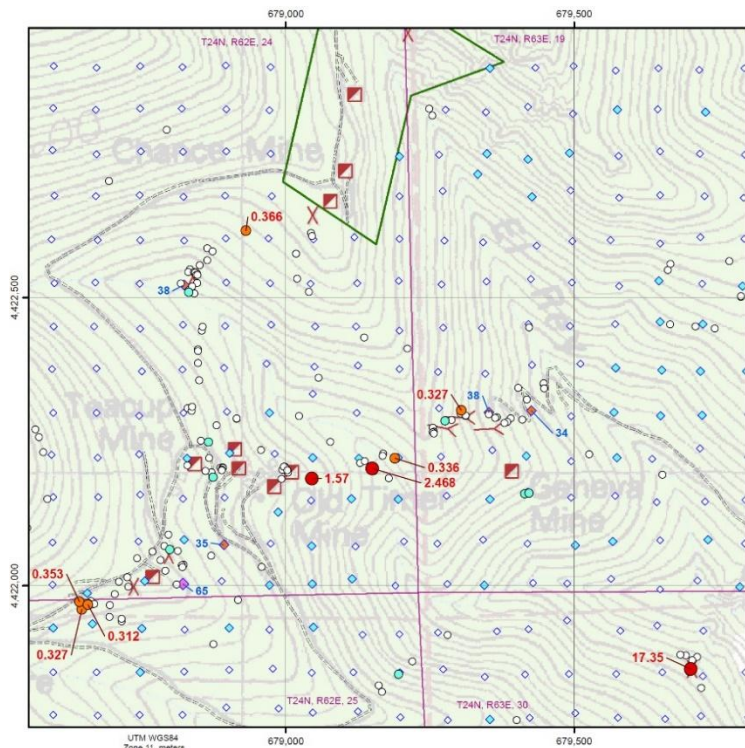 679,000
679,500
T24N, R62E, 24
T24N, R63E, 19
Chance Mine
0.366
38
4,422,500
El Rey
0.327
38
34
Teacup
Mine
0.336
1.57
2.468
Old Timer
Mine
Geneva
Mine
35
65
4,422,000
0.353
0.312
0.327
17.35
T24N, R62E, 25
T24N, R63E, 30
UTM WGS84
Zone 11, meters
679,000
679,500